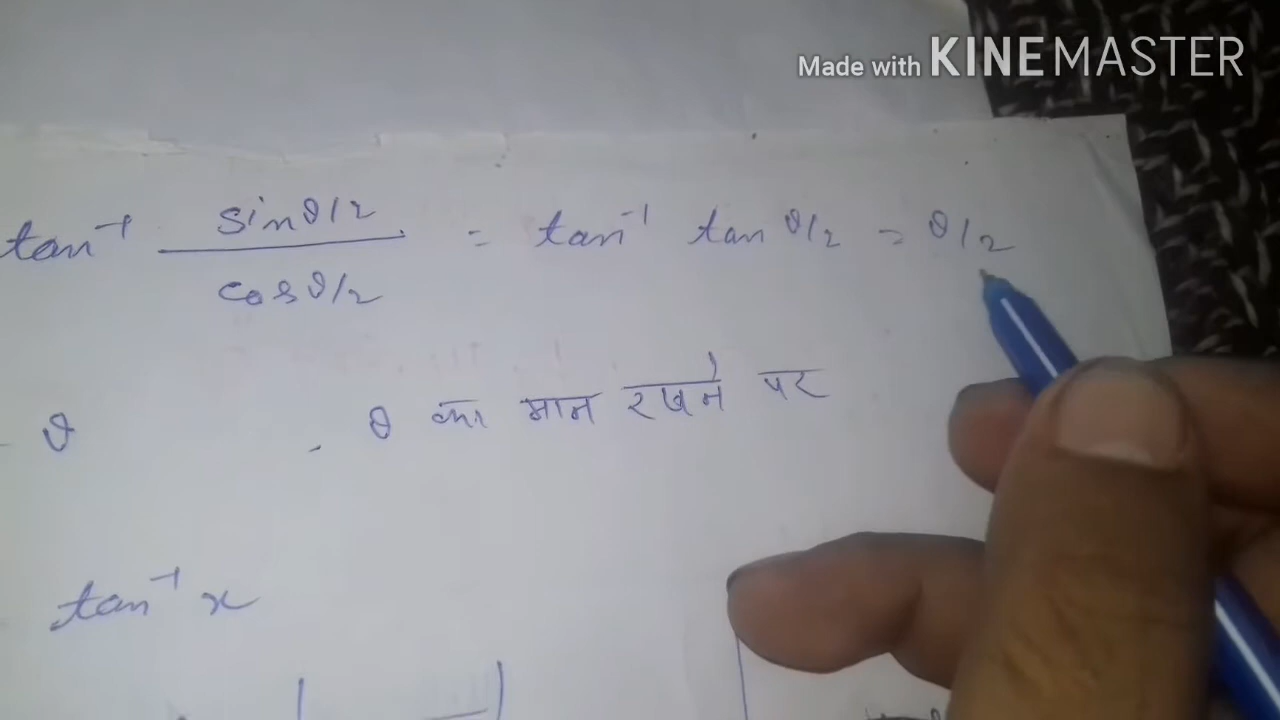 Made with KINEMASTER
tan⁻¹ sinθ/2 / cosθ/2 = tan⁻¹ tan θ/2 = θ/2
θ . θ का मान रखने पर
tan⁻¹ x